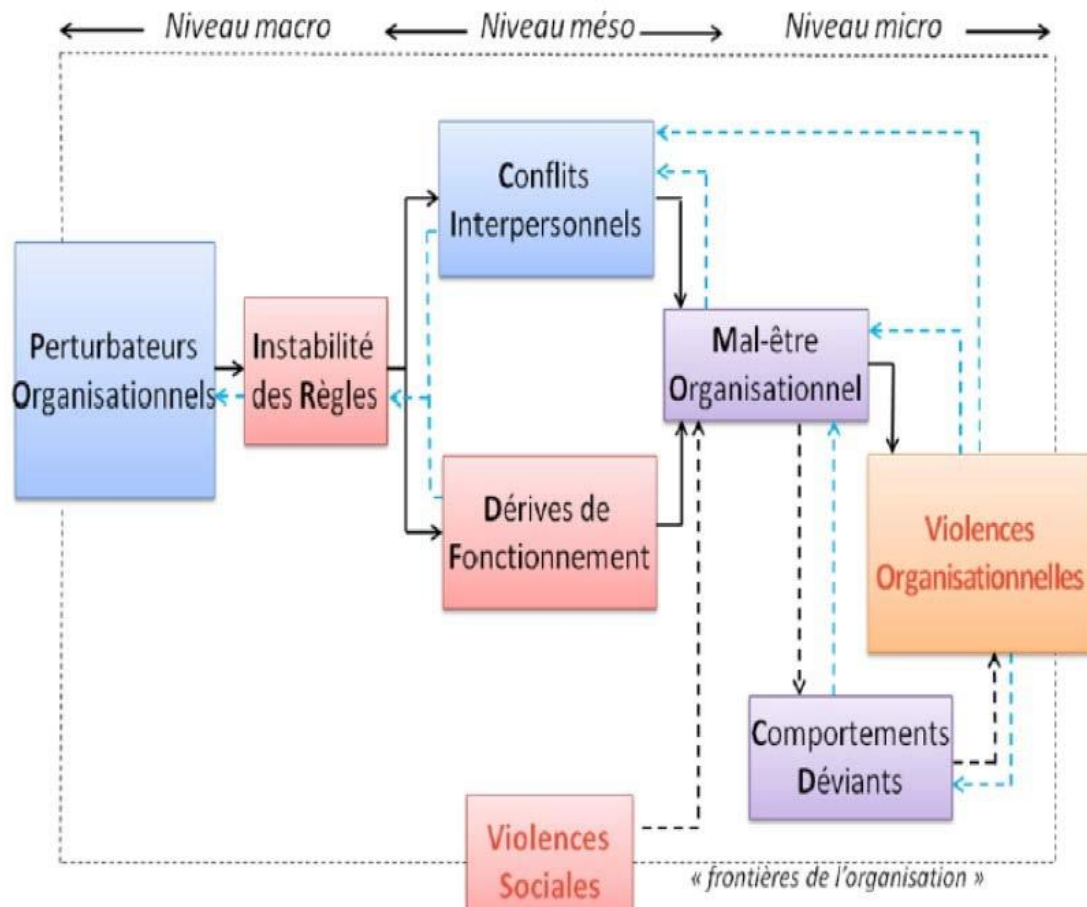 Niveau macro
Niveau méso
Niveau micro
Conflits
Interpersonnels
Perturbateurs
Organisationnels
Instabilité
des Règles
Mal-être
Organisationnel
Dérives de
Fonctionnement
Violences
Organisationnelles
Comportements
Déviants
Violences
Sociales
« frontières de l'organisation »